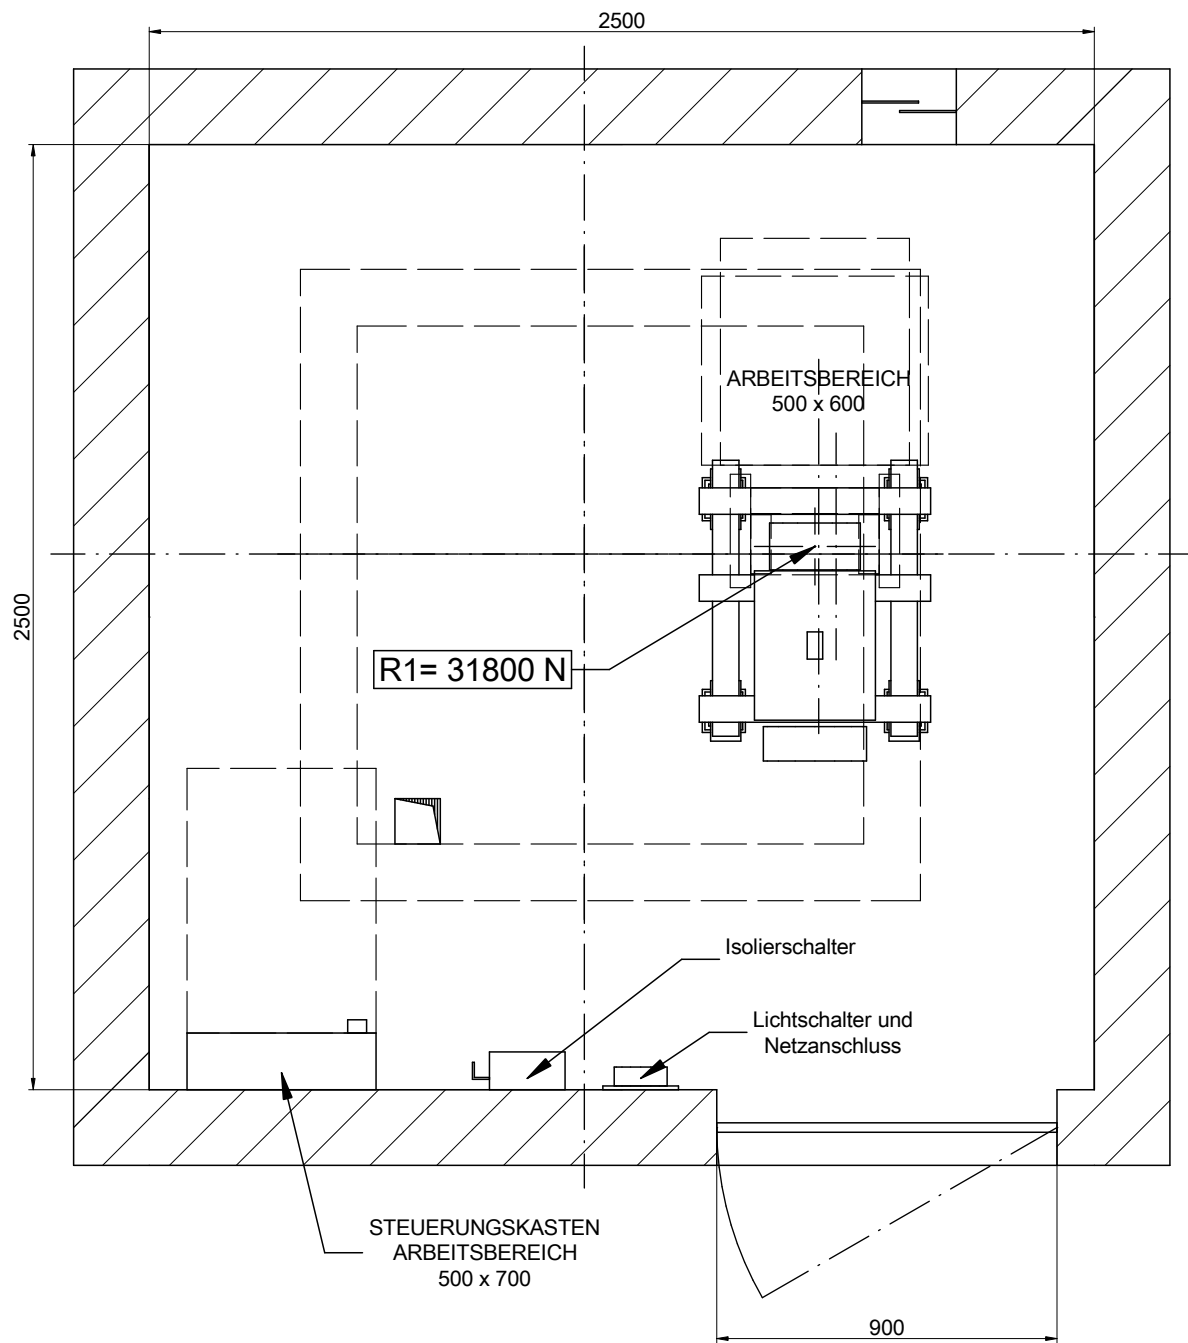 2500
ARBEITSBEREICH
500 x 600
2500
R1= 31800 N
Isolierschalter
Lichtschalter und
Netzanschluss
STEUERUNGSKASTEN
ARBEITSBEREICH
500 x 700
900